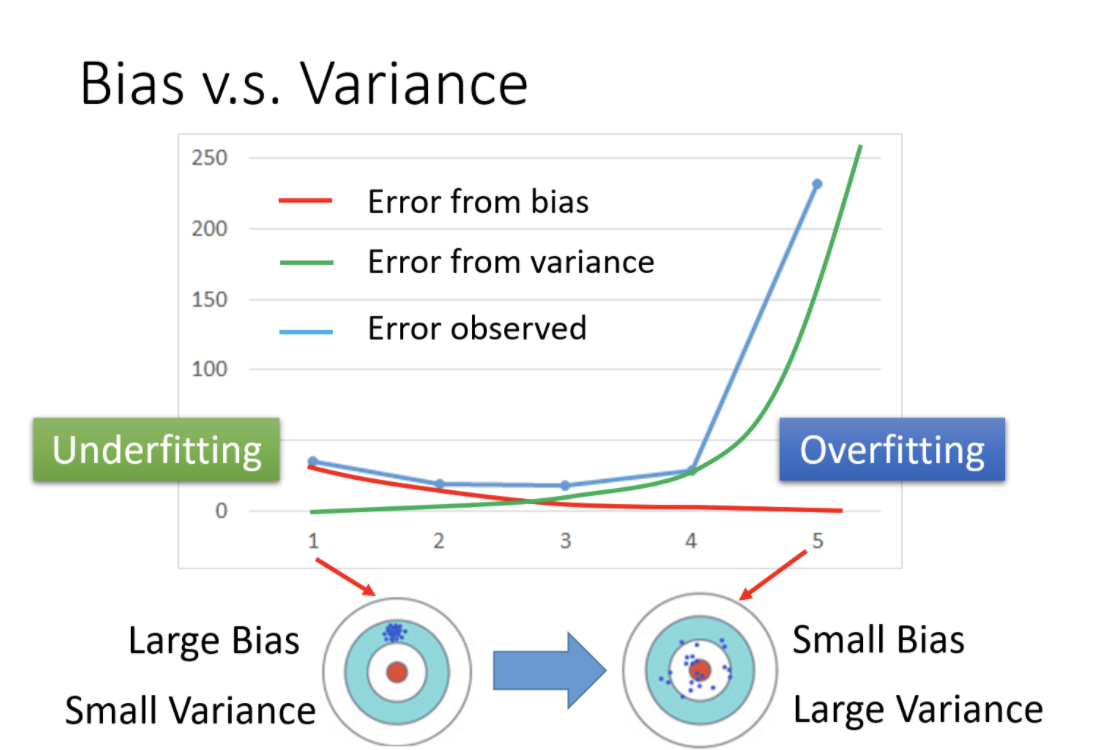 Bias v.s. Variance
250
Error from bias
200
Error from variance
150
Error observed
100
Underfitting
Overfitting
0
1 2 3 4 5
Large Bias
Small Bias
Small Variance
Large Variance